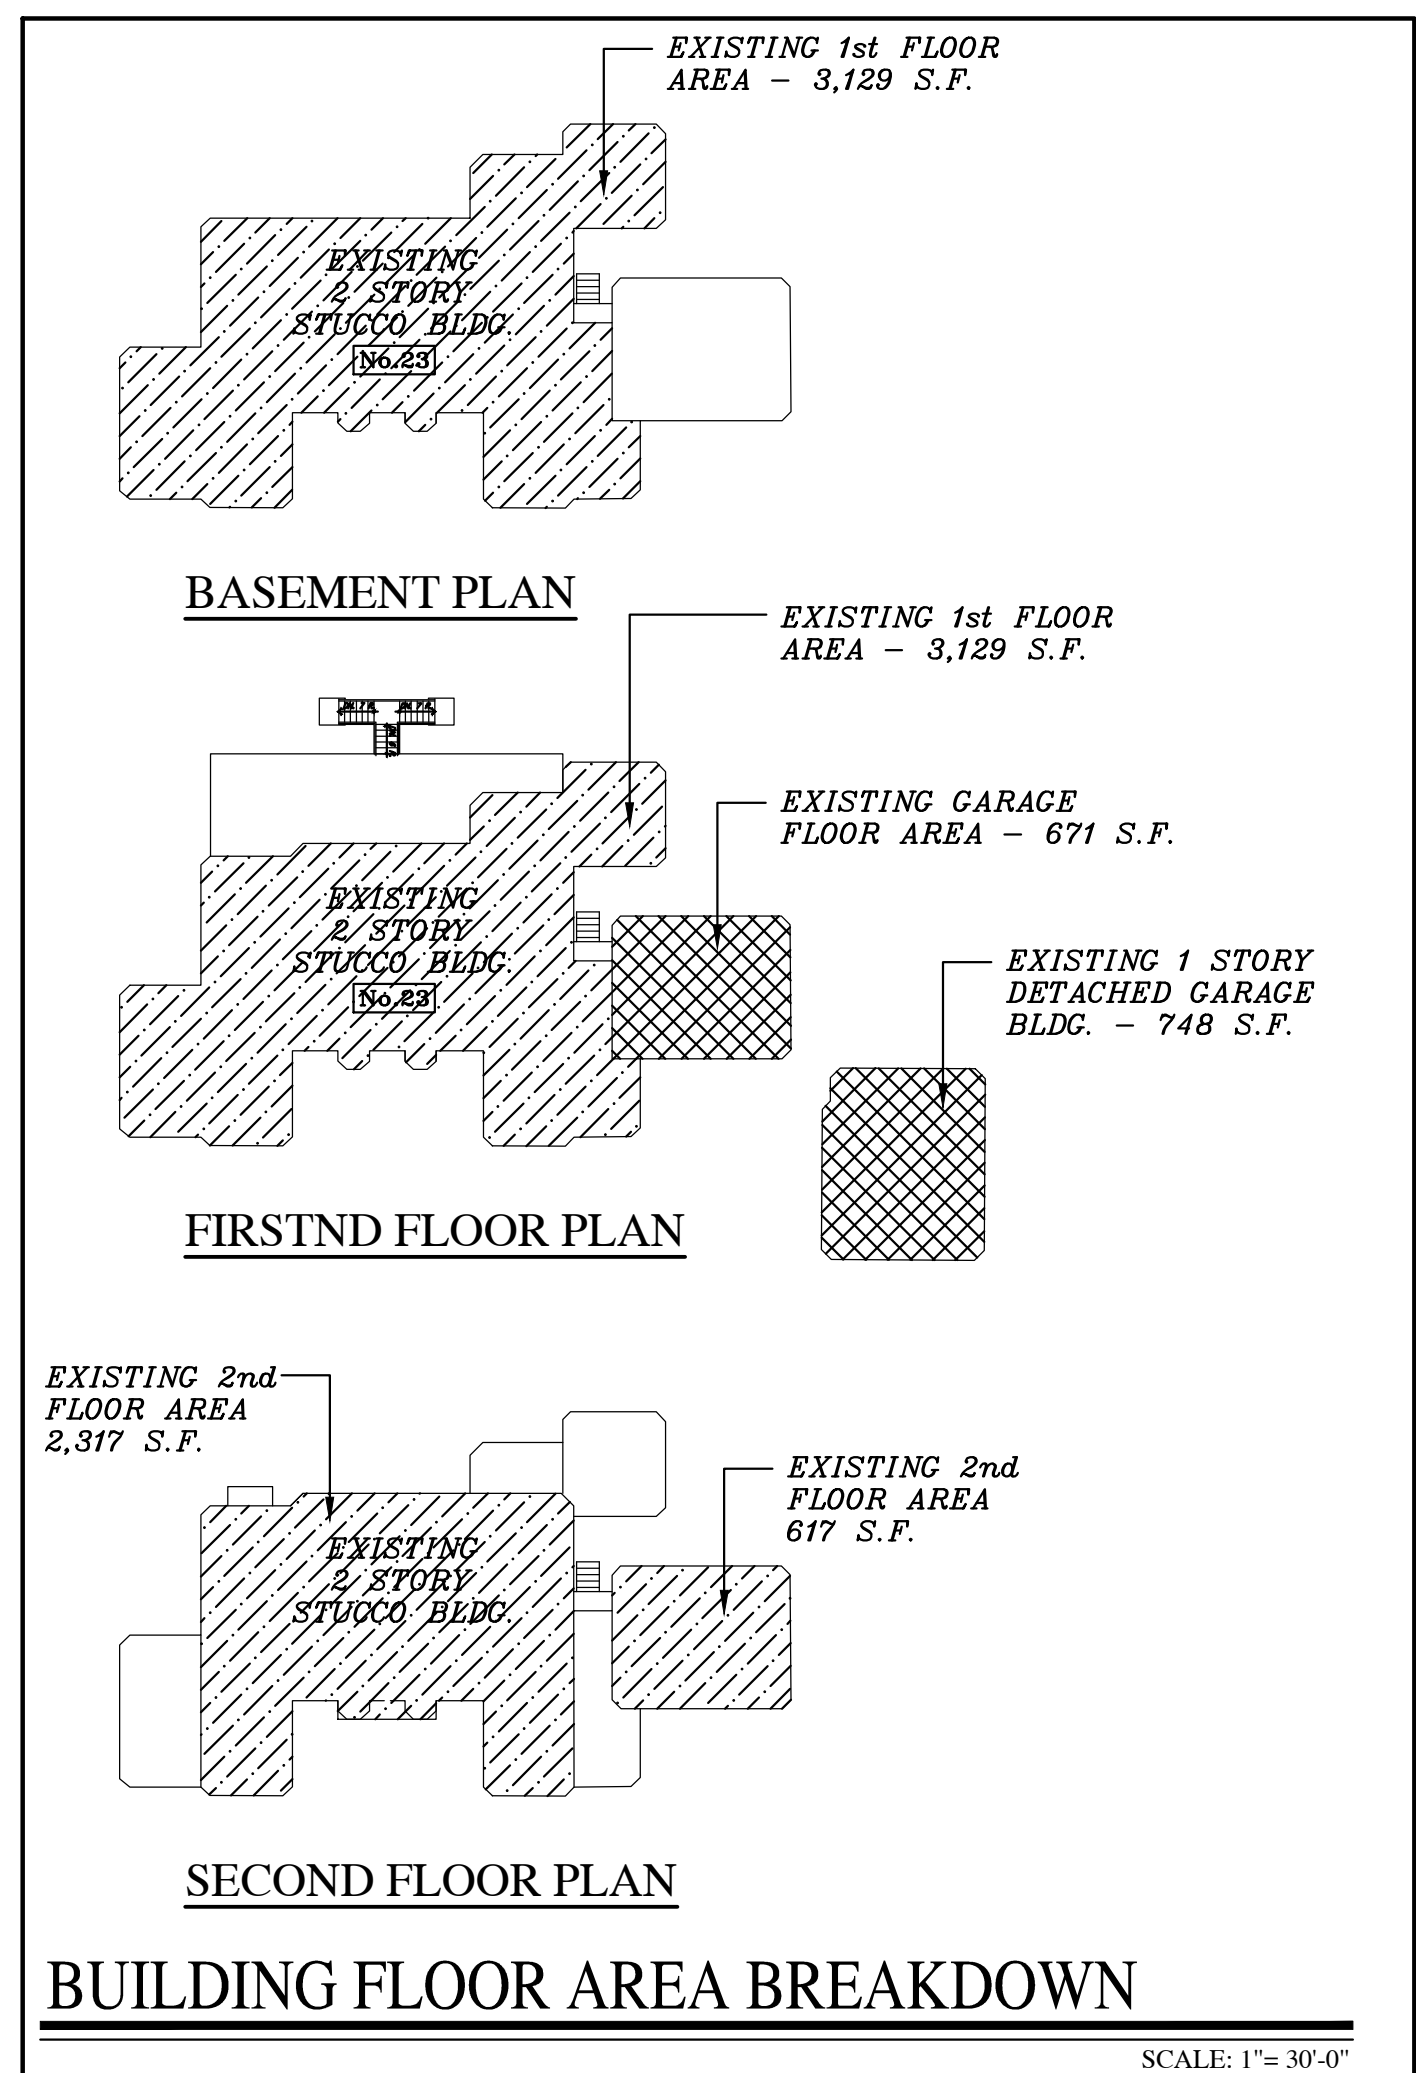 EXISTING 1st FLOOR
AREA – 3,129 S.F.
EXISTING
2 STORY
STUCCO BLDG.
No.23
BASEMENT PLAN
EXISTING 1st FLOOR
AREA – 3,129 S.F.
EXISTING GARAGE
FLOOR AREA – 671 S.F.
EXISTING
2 STORY
STUCCO BLDG.
No.23
EXISTING 1 STORY
DETACHED GARAGE
BLDG. – 748 S.F.
FIRSTND FLOOR PLAN
EXISTING 2nd
FLOOR AREA
2,317 S.F.
EXISTING 2nd
FLOOR AREA
617 S.F.
EXISTING
2 STORY
STUCCO BLDG.
SECOND FLOOR PLAN
BUILDING FLOOR AREA BREAKDOWN
SCALE: 1"= 30'-0"